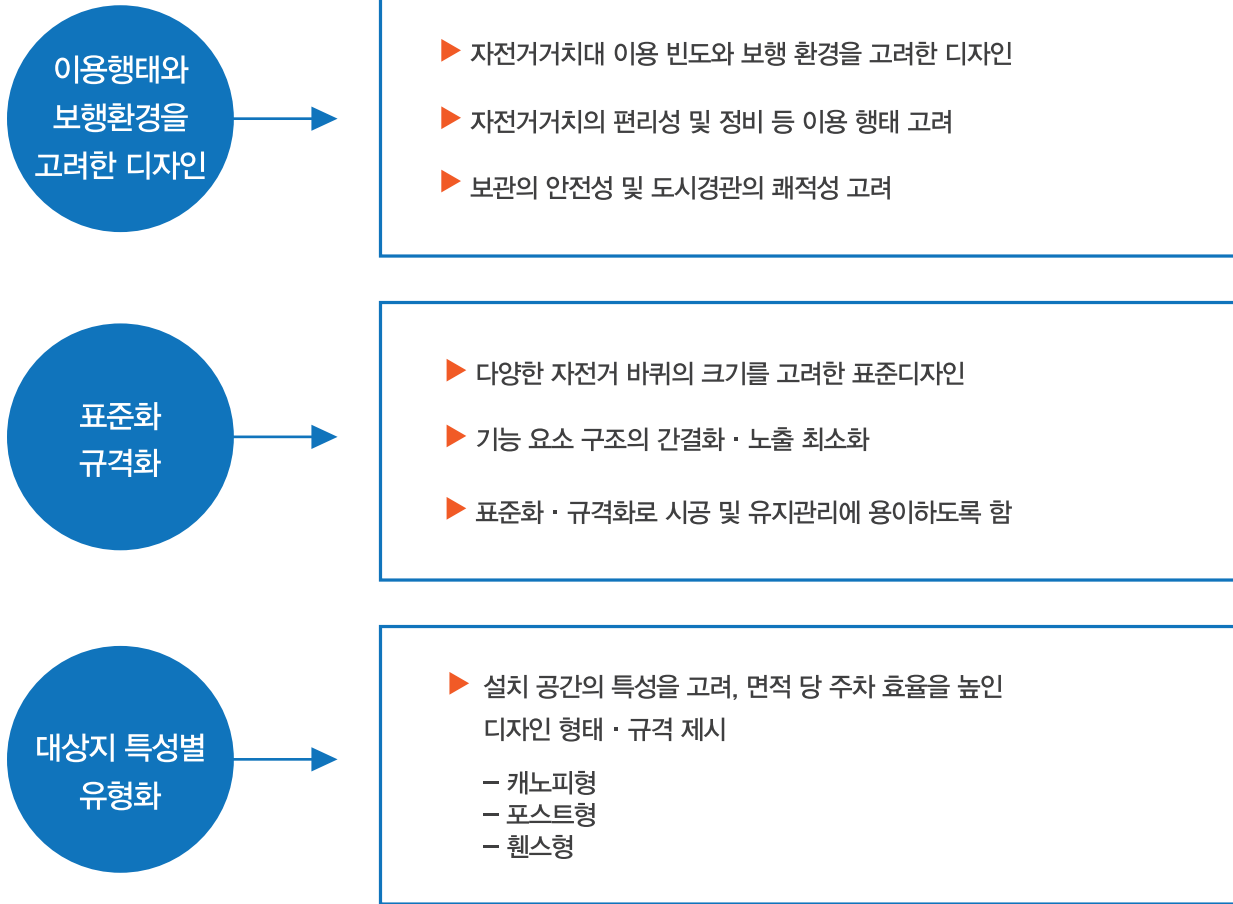 이용행태와
보행환경을
고려한 디자인
▶ 자전거거치대 이용 빈도와 보행 환경을 고려한 디자인
▶ 자전거거치의 편리성 및 정비 등 이용 행태 고려
▶ 보관의 안전성 및 도시경관의 쾌적성 고려
표준화
규격화
▶ 다양한 자전거 바퀴의 크기를 고려한 표준디자인
▶ 기능 요소 구조의 간결화 · 노출 최소화
▶ 표준화 · 규격화로 시공 및 유지관리에 용이하도록 함
대상지 특성별
유형화
▶ 설치 공간의 특성을 고려, 면적 당 주차 효율을 높인
디자인 형태 · 규격 제시
– 캐노피형
– 포스트형
– 휀스형